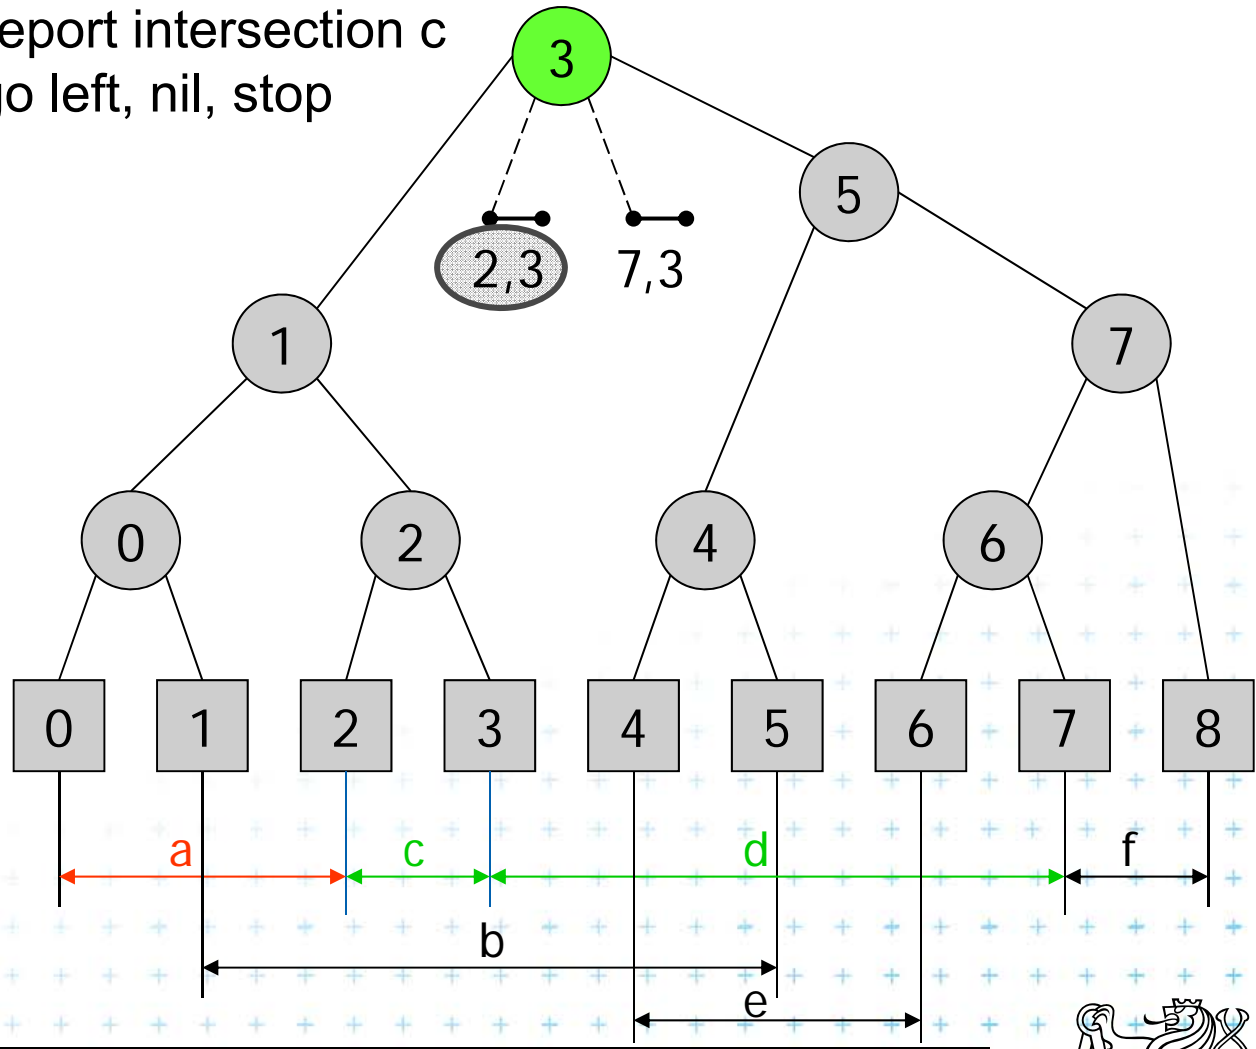 eport intersection c
go left, nil, stop
3
5
2,3 7,3
1 7
0 2 4 6
0 1 2 3 4 5 6 7 8
a c d f
b
e